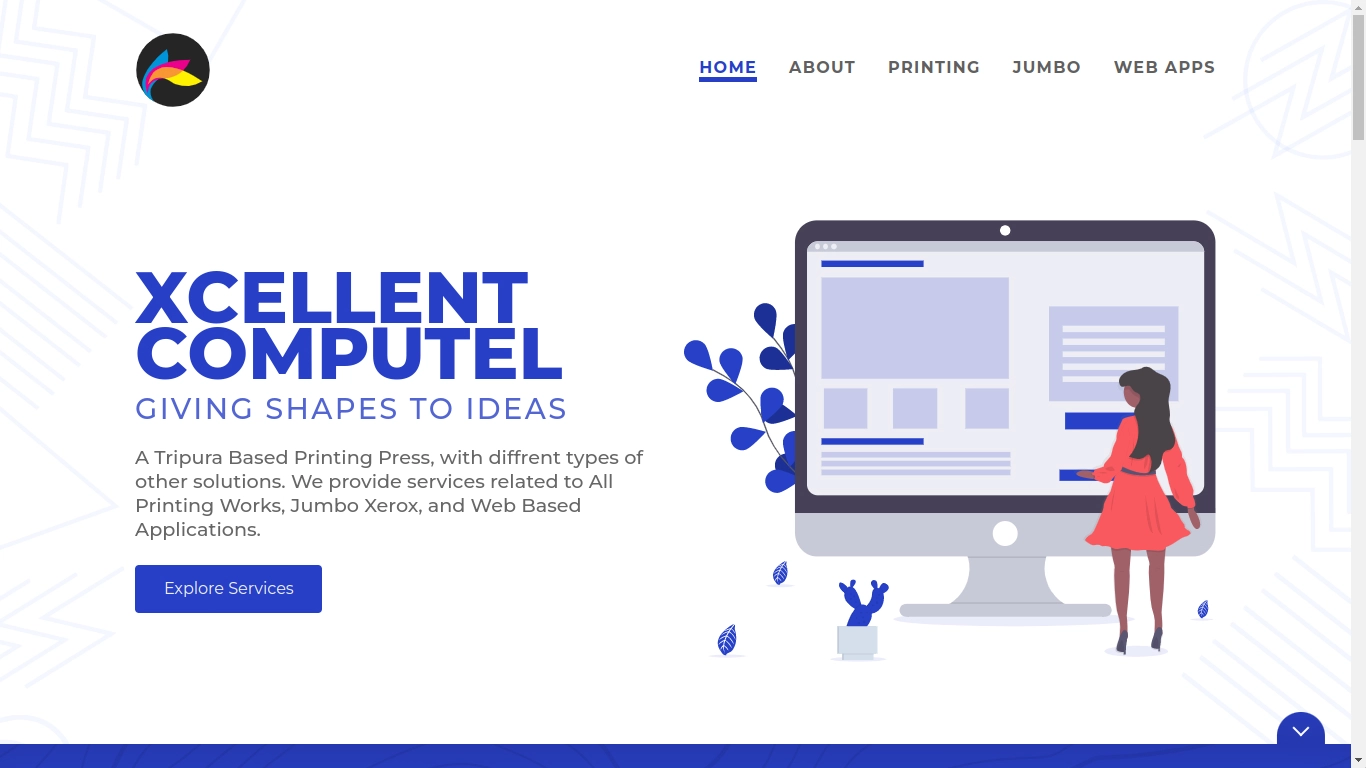 HOME ABOUT PRINTING JUMBO WEB APPS
XCELLENT
COMPUTEL
GIVING SHAPES TO IDEAS
A Tripura Based Printing Press, with diffrent types of
other solutions. We provide services related to All
Printing Works, Jumbo Xerox, and Web Based
Applications.
Explore Services